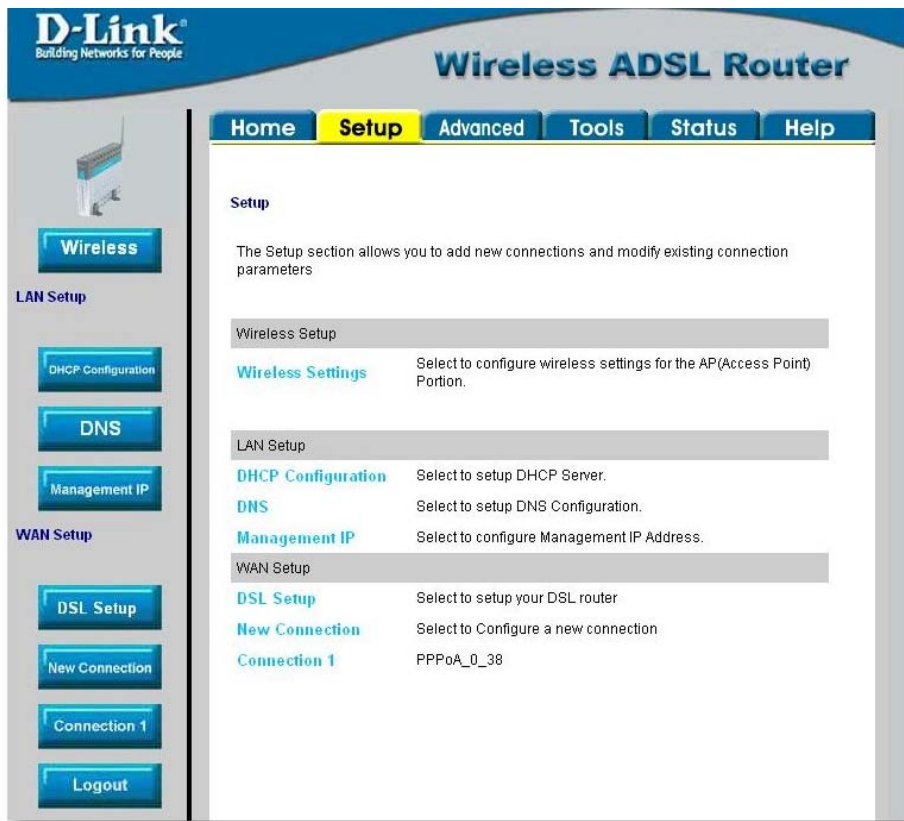 D-Link®
Building Networks for People
Wireless ADSL Router
Home Setup Advanced Tools Status Help
Wireless
LAN Setup
DHCP Configuration
DNS
Management IP
WAN Setup
DSL Setup
New Connection
Connection 1
Logout
Setup
The Setup section allows you to add new connections and modify existing connection
parameters
Wireless Setup
Wireless Settings Select to configure wireless settings for the AP(Access Point)
Portion.
LAN Setup
DHCP Configuration Select to setup DHCP Server.
DNS Select to setup DNS Configuration.
Management IP Select to configure Management IP Address.
WAN Setup
DSL Setup Select to setup your DSL router
New Connection Select to Configure a new connection
Connection 1 PPPoA_0_38